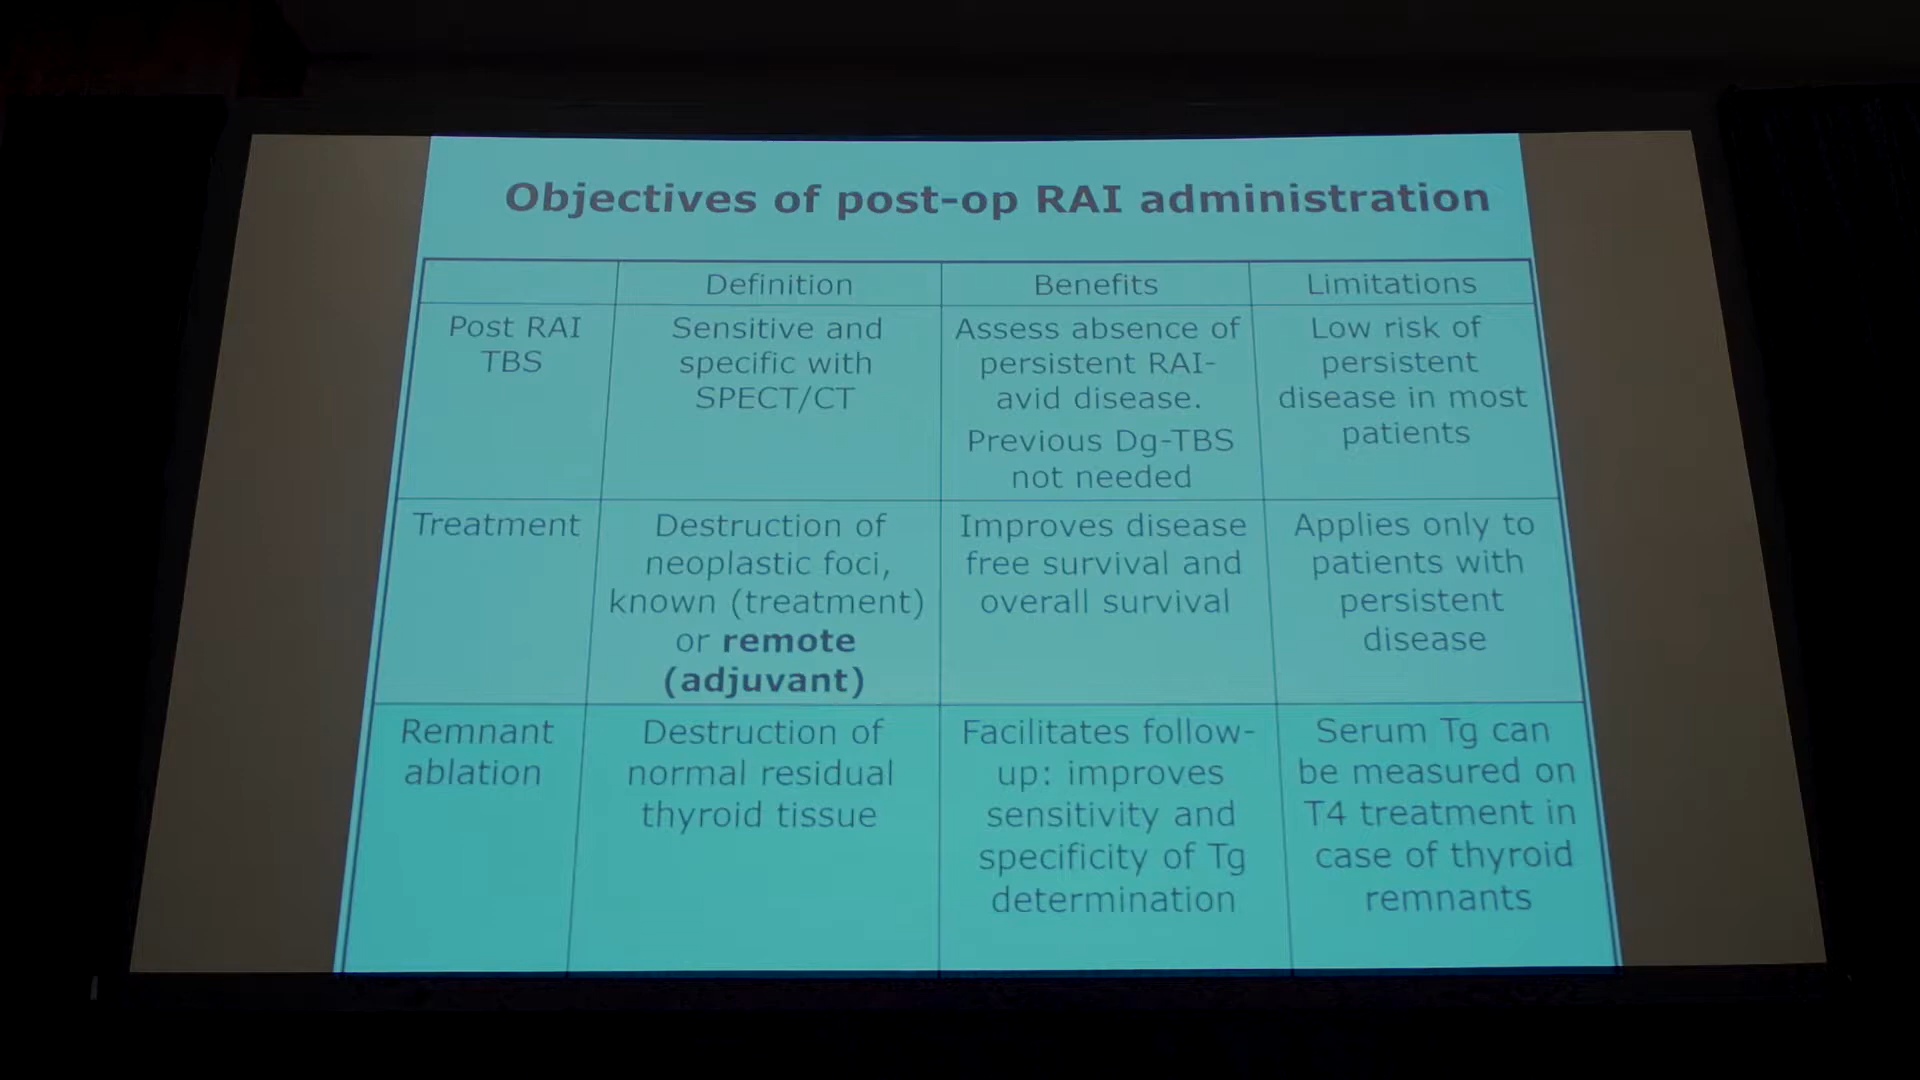 Objectives of post-op RAI administration
Definition
Benefits
Limitations
Post RAI
TBS
Sensitive and
specific with
SPECT/CT
Assess absence of
persistent RAI-
avid disease.
Previous Dg-TBS
not needed
Low risk of
persistent
disease in most
patients
Treatment
Destruction of
neoplastic foci,
known (treatment)
or remote
(adjuvant)
Improves disease
free survival and
overall survival
Applies only to
patients with
persistent
disease
Remnant
ablation
Destruction of
normal residual
thyroid tissue
Facilitates follow-
up: improves
sensitivity and
specificity of Tg
determination
Serum Tg can
be measured on
T4 treatment in
case of thyroid
remnants